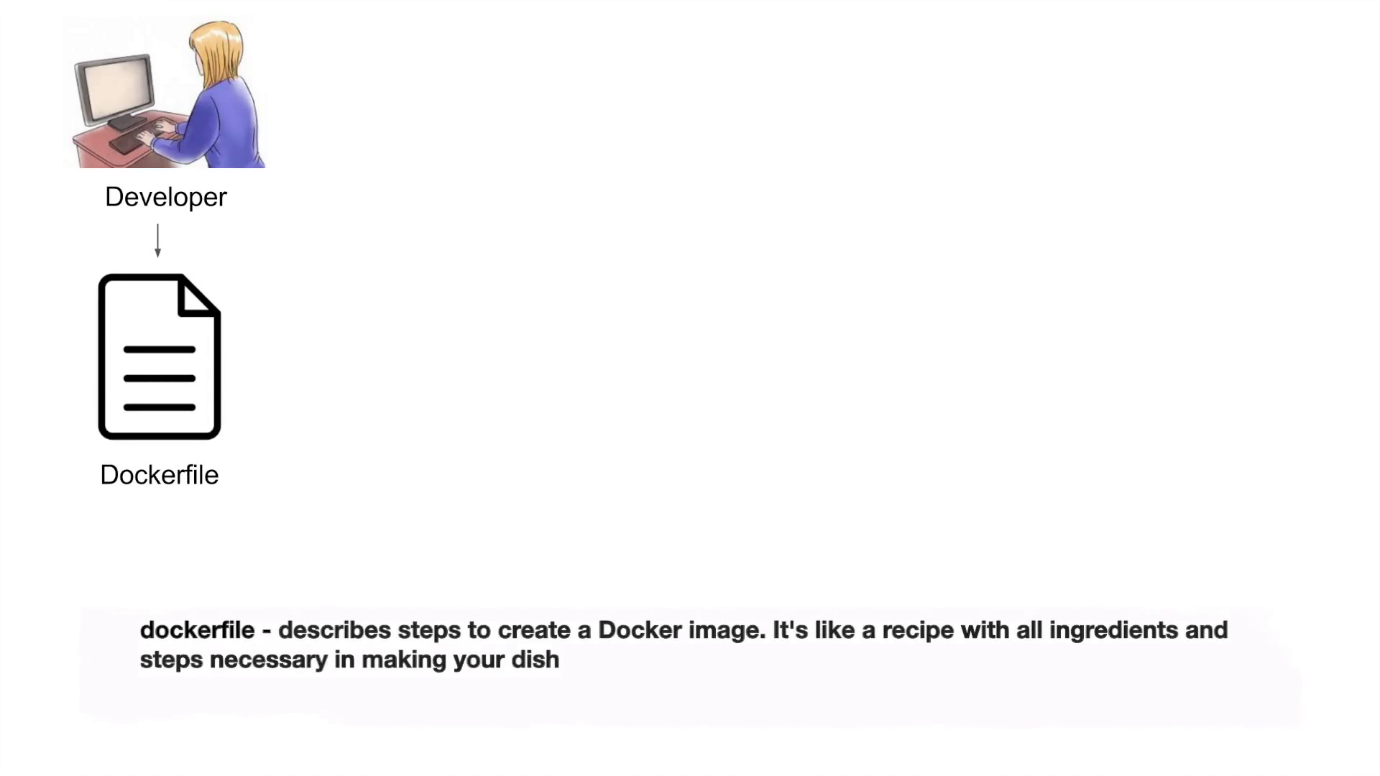 Developer
Dockerfile
dockerfile - describes steps to create a Docker image. It's like a recipe with all ingredients and
steps necessary in making your dish